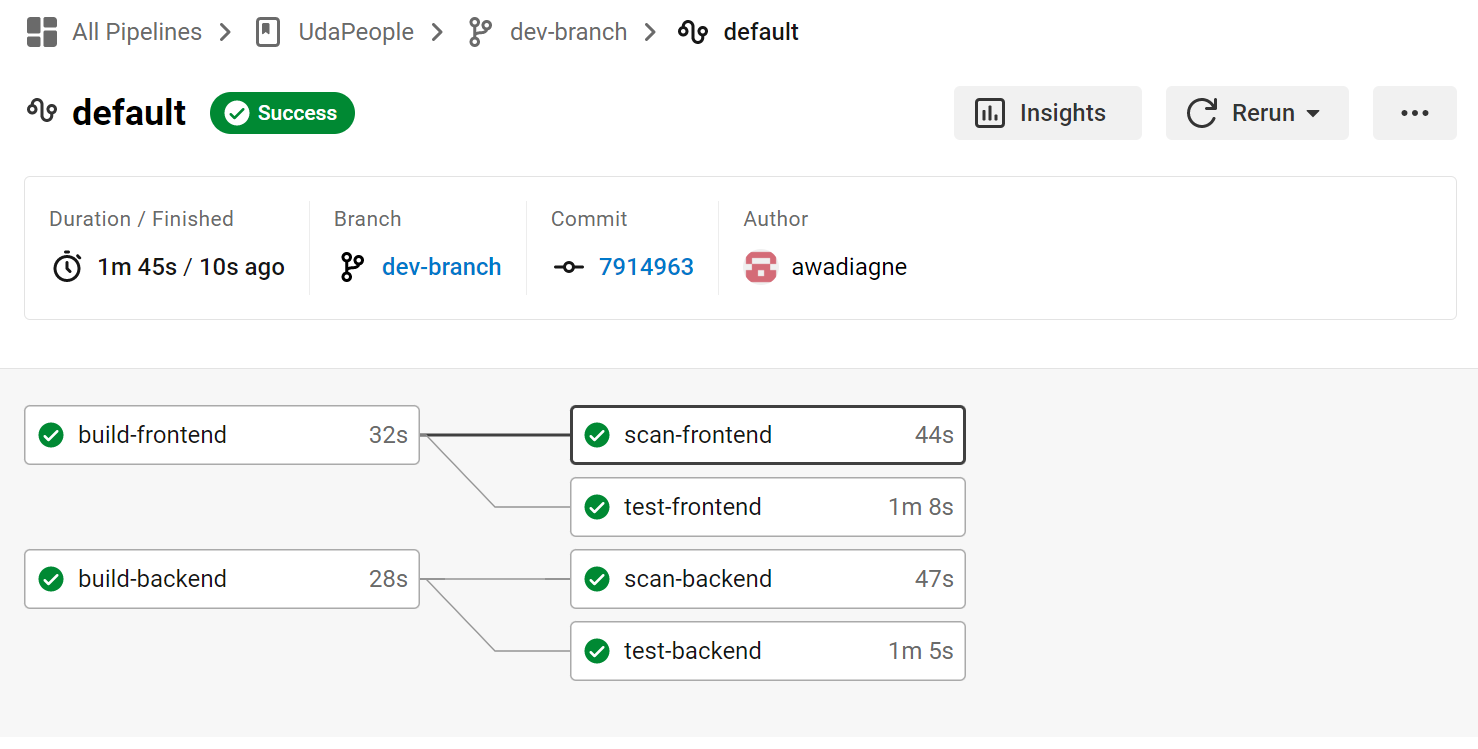 All Pipelines UdaPeople dev-branch default
default Success Insights Rerun
Duration / Finished Branch Commit Author
1m 45s / 10s ago dev-branch 7914963 awadiagne
build-frontend 32s scan-frontend 44s
test-frontend 1m 8s
build-backend 28s scan-backend 47s
test-backend 1m 5s